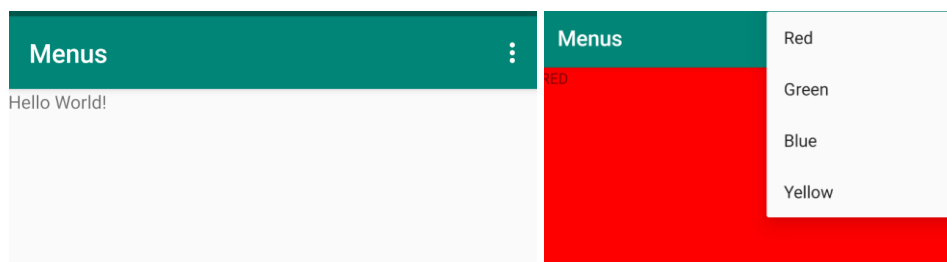 Menus
Hello World!
Menus
RED
Red
Green
Blue
Yellow